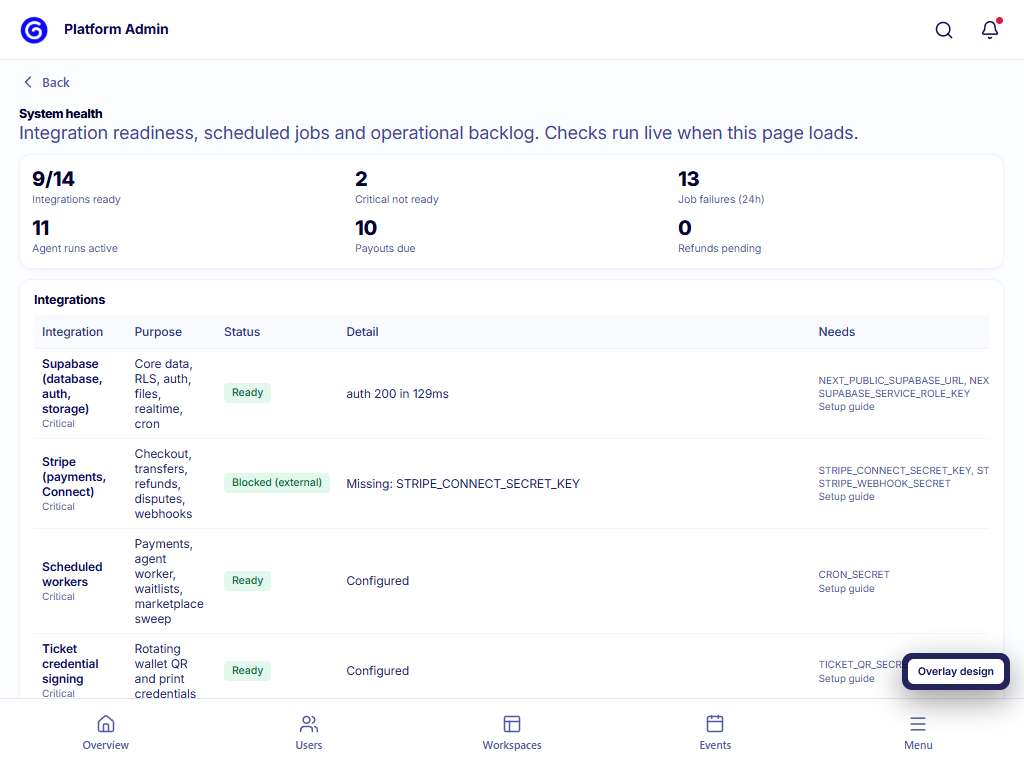 Platform Admin
Back
System health
Integration readiness, scheduled jobs and operational backlog. Checks run live when this page loads.
9/14
Integrations ready
2
Critical not ready
13
Job failures (24h)
11
Agent runs active
10
Payouts due
0
Refunds pending
Integrations
Integration Purpose Status Detail Needs
Supabase
(database,
auth,
storage)
Critical
Core data,
RLS, auth,
files,
realtime,
cron
Ready
auth 200 in 129ms
NEXT_PUBLIC_SUPABASE_URL, NEX
SUPABASE_SERVICE_ROLE_KEY
Setup guide
Stripe
(payments,
Connect)
Critical
Checkout,
transfers,
refunds,
disputes,
webhooks
Blocked (external)
Missing: STRIPE_CONNECT_SECRET_KEY
STRIPE_CONNECT_SECRET_KEY, ST
STRIPE_WEBHOOK_SECRET
Setup guide
Scheduled
workers
Critical
Payments,
agent
worker,
waitlists,
marketplace
sweep
Ready
Configured
CRON_SECRET
Setup guide
Ticket
credential
signing
Critical
Rotating
wallet QR
and print
credentials
Ready
Configured
TICKET_QR_SECR
Setup guide
Overlay design
Overview
Users
Workspaces
Events
Menu